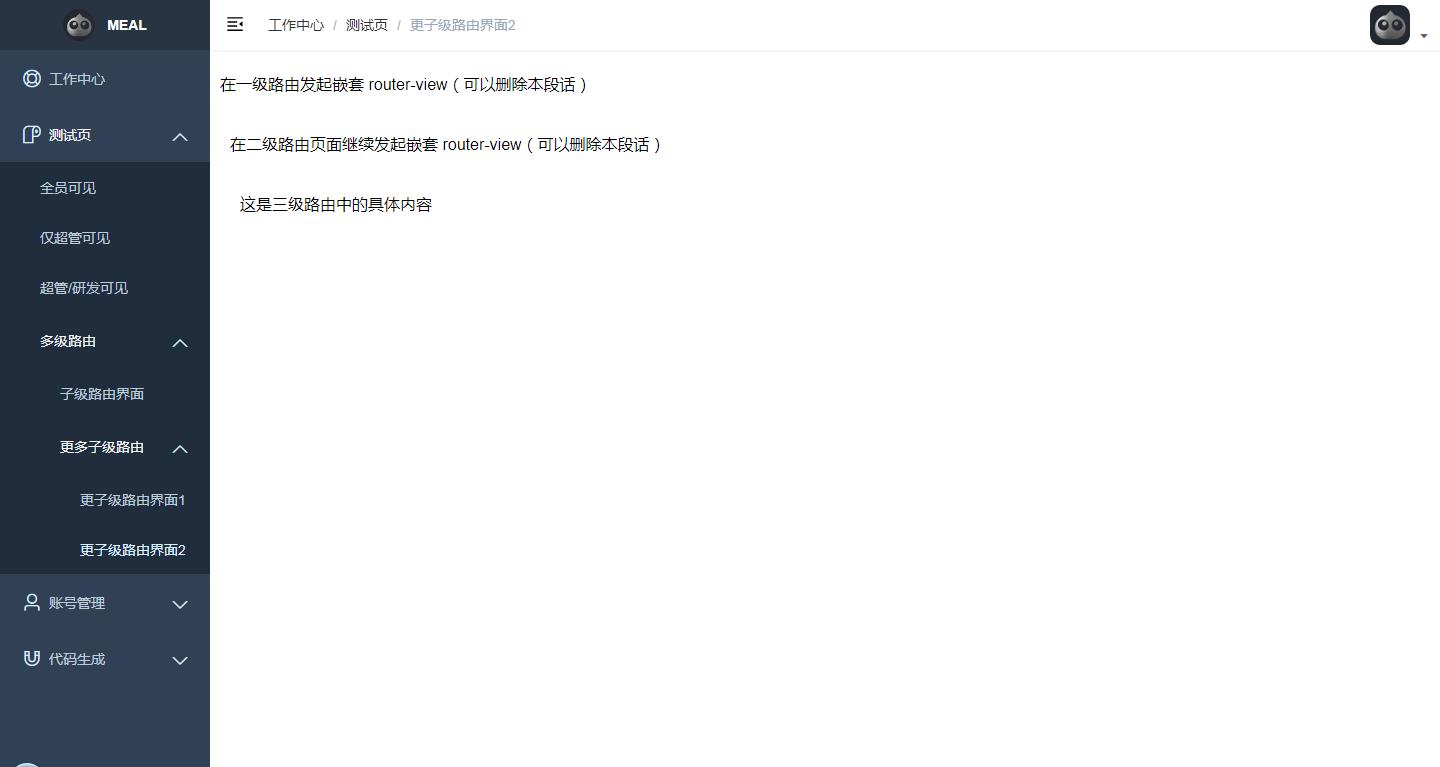 MEAL
工作中心 / 测试页 / 更子级路由界面2
工作中心
测试页
全员可见
仅超管可见
超管/研发可见
多级路由
子级路由界面
更多子级路由
更子级路由界面1
更子级路由界面2
账号管理
代码生成
在一级路由发起嵌套 router-view（可以删除本段话）
在二级路由页面继续发起嵌套 router-view（可以删除本段话）
这是三级路由中的具体内容